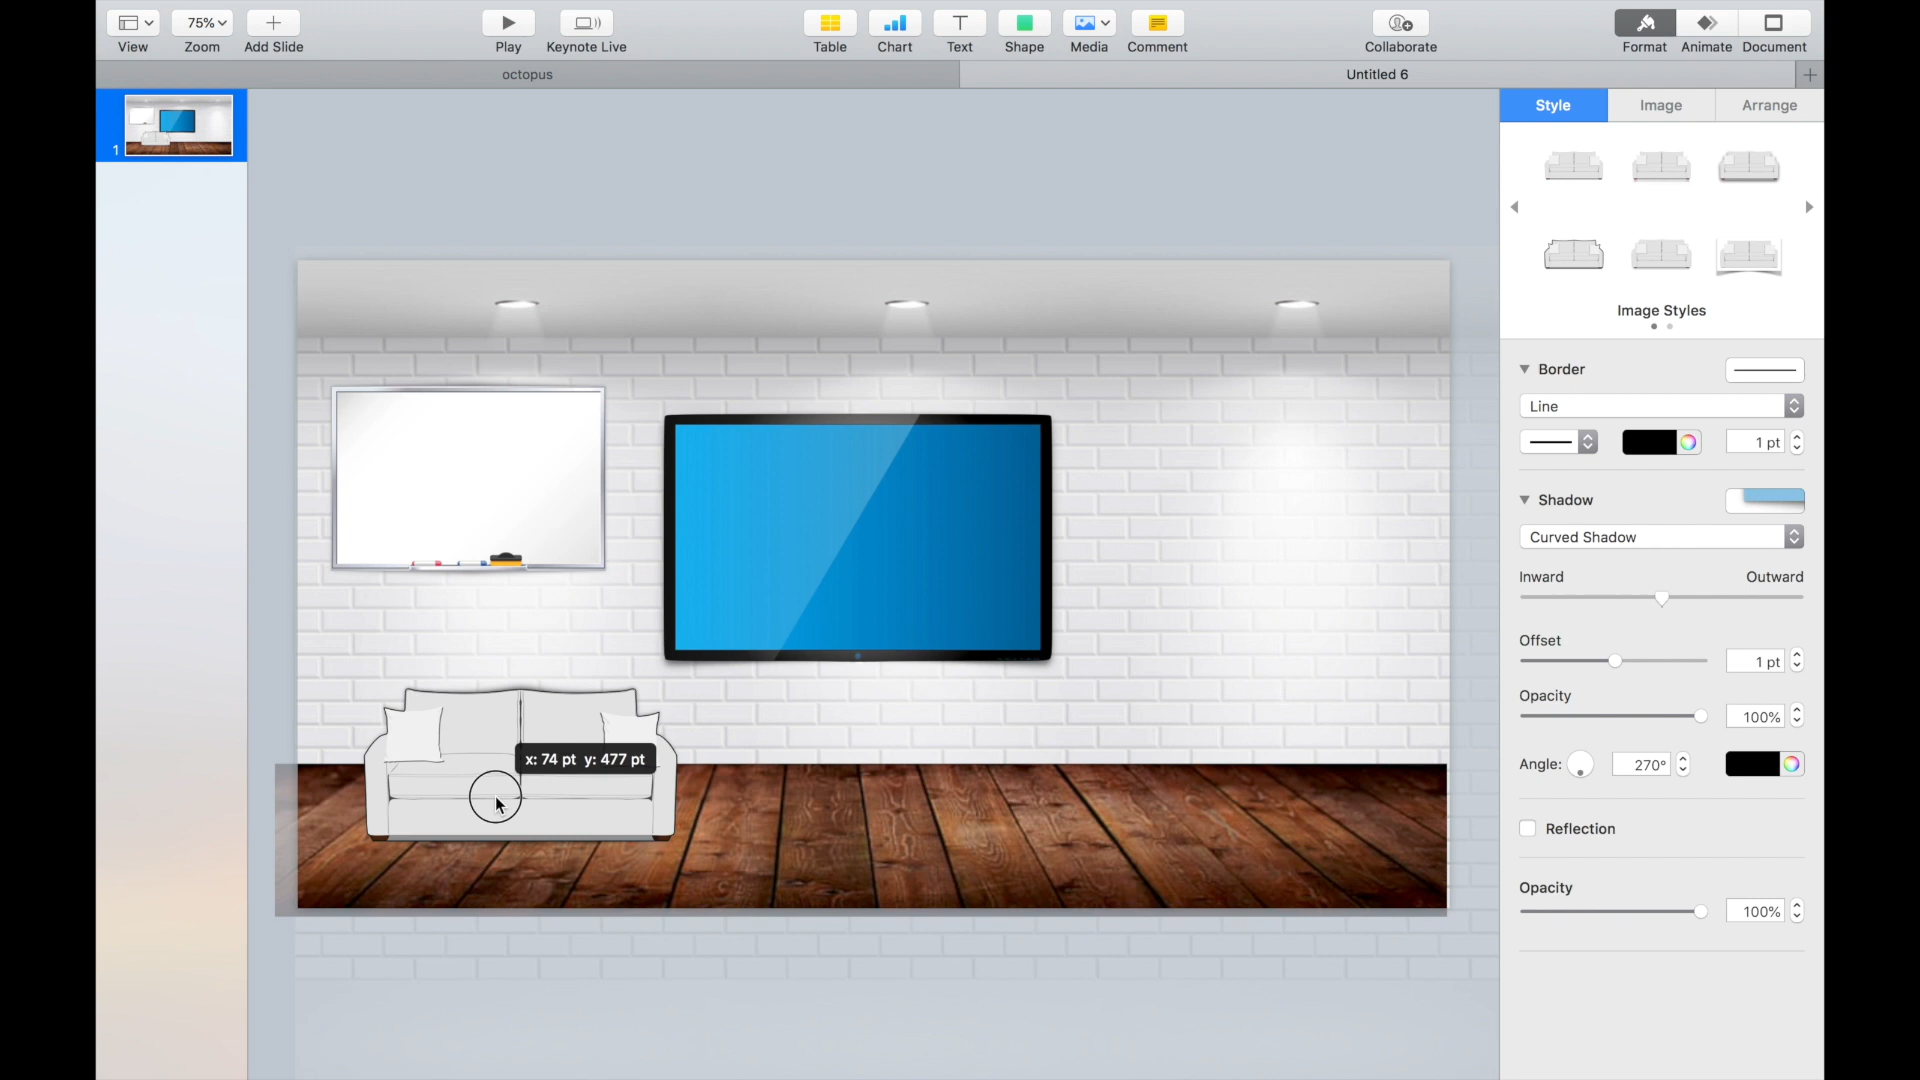 75%
View
Zoom
Add Slide
Play
Keynote Live
Table
Chart
Text
Shape
Media
Comment
Collaborate
Format
Animate
Document
octopus
Untitled 6
1
Style
Image
Arrange
Image Styles
Border
Line
1 pt
Shadow
Curved Shadow
Inward
Outward
Offset
1 pt
Opacity
100%
Angle:
270°
Reflection
Opacity
100%
x: 74 pt y: 477 pt